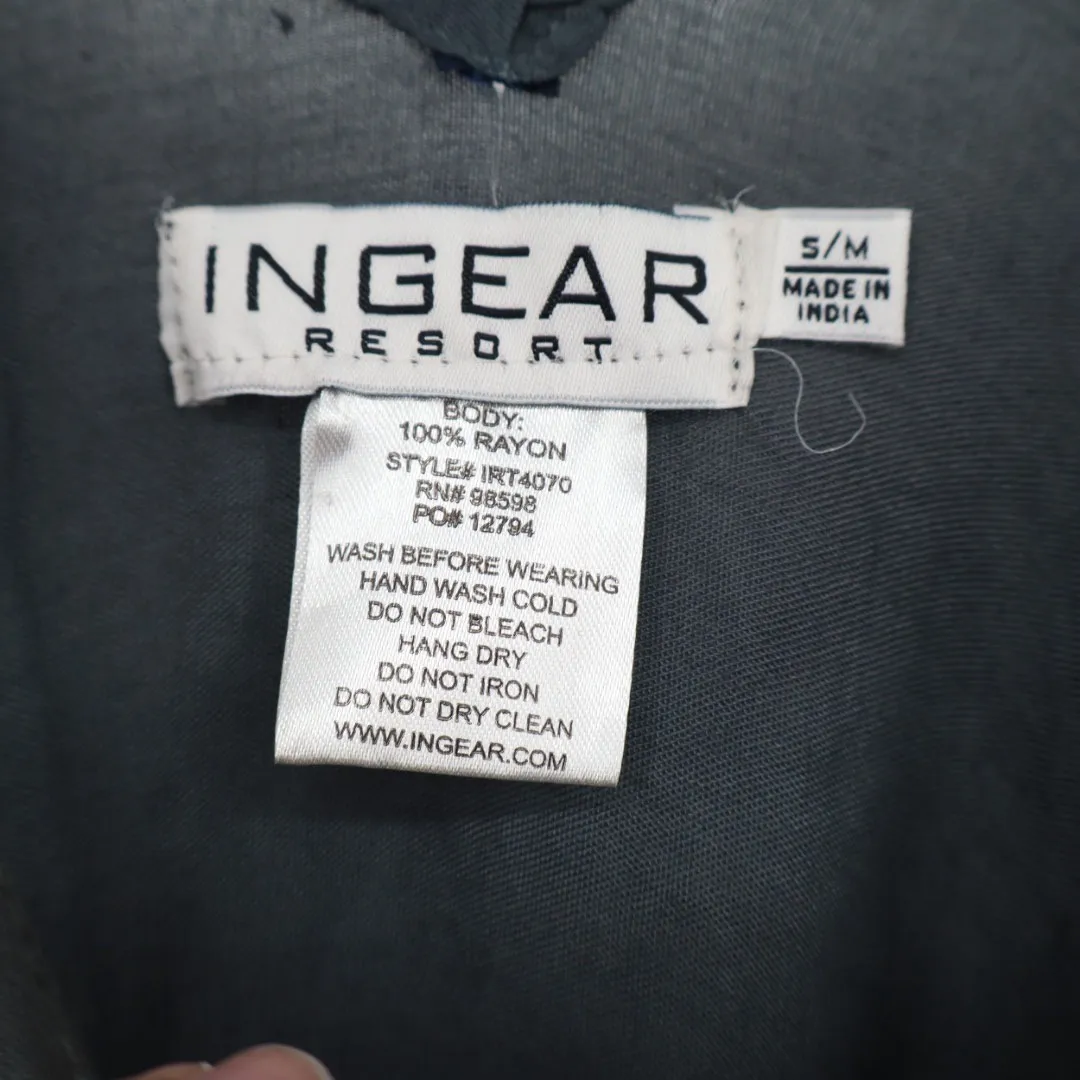 INGEAR
RESORT
S/M
MADE IN
INDIA
BODY:
100% RAYON
STYLE# IRT4070
RN# 98598
PO# 12794
WASH BEFORE WEARING
HAND WASH COLD
DO NOT BLEACH
HANG DRY
DO NOT IRON
DO NOT DRY CLEAN
WWW.INGEAR.COM